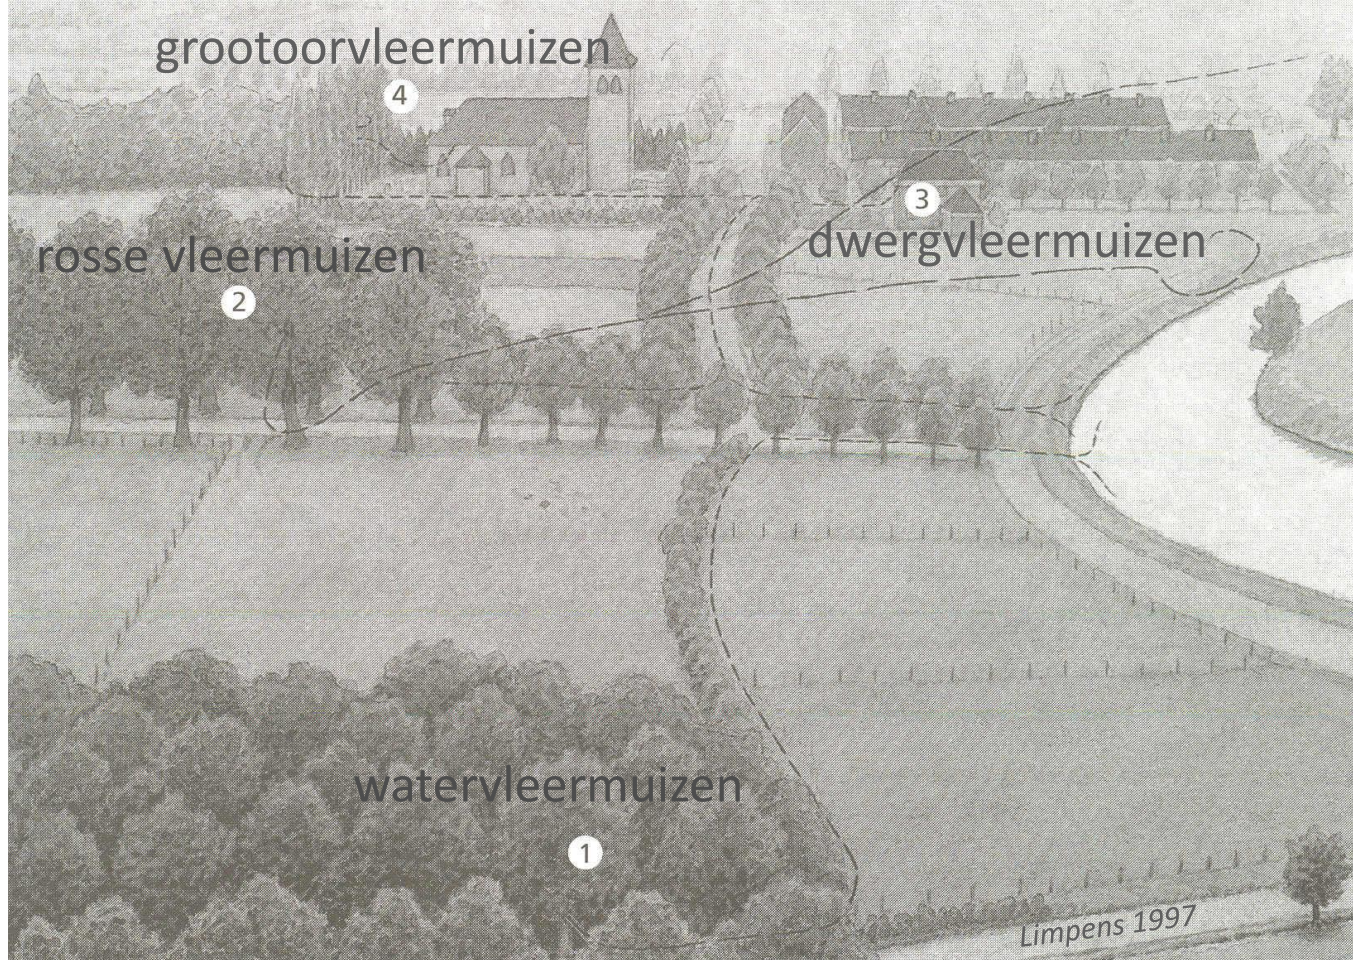 grootoorvleermuizen
4
3
dwergvleermuizen
rosse vleermuizen
2
watervleermuizen
1
Limpens 1997